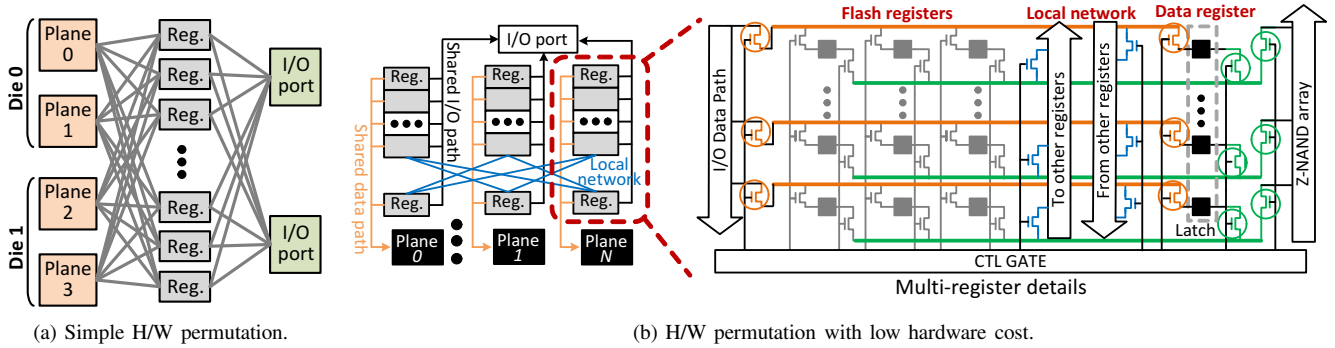 Die 0
Plane
0
Plane
1
Die 1
Plane
2
Plane
3
Reg.
Reg.
Reg.
Reg.
Reg.
Reg.
I/O
port
I/O
port
(a) Simple H/W permutation.
I/O port
Shared I/O path
Shared data path
Reg.
Reg.
Reg.
Local
network
Reg.
Reg.
Reg.
Plane
0
Plane
1
Plane
N
Flash registers
Local network
Data register
I/O Data Path
To other registers
From other registers
Z-NAND array
Latch
CTL GATE
Multi-register details
(b) H/W permutation with low hardware cost.